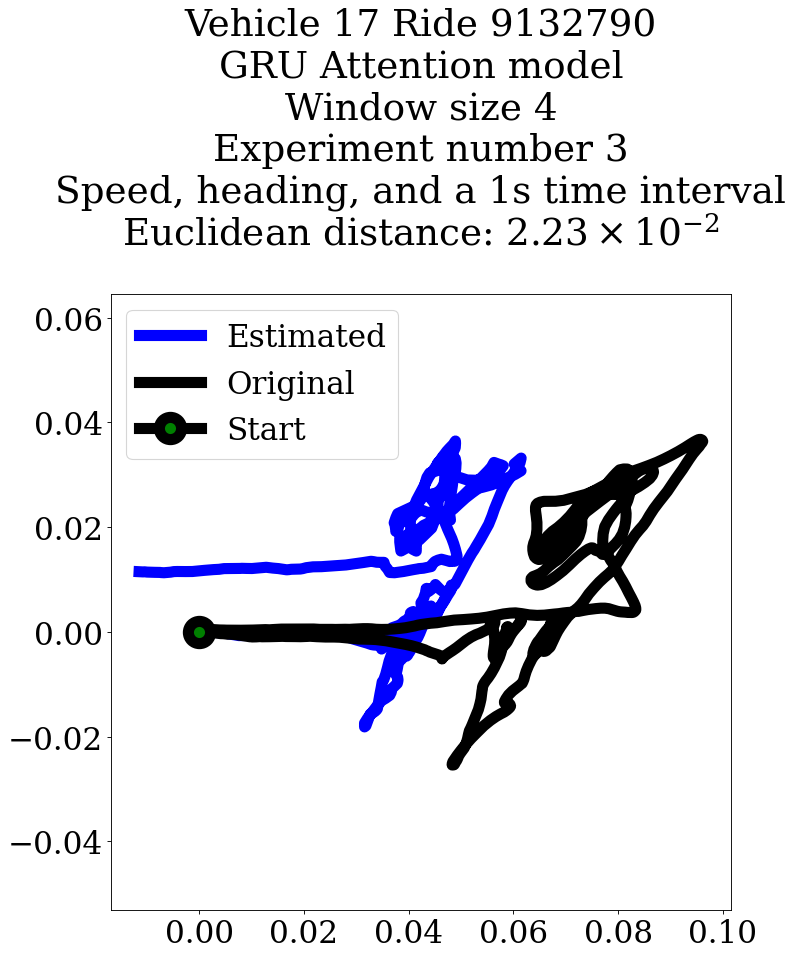 Vehicle 17 Ride 9132790
GRU Attention model
Window size 4
Experiment number 3
Speed, heading, and a 1s time interval
Euclidean distance: 2.23 × 10⁻²
Estimated
Original
Start
0.06
0.04
0.02
0.00
−0.02
−0.04
0.00 0.02 0.04 0.06 0.08 0.10